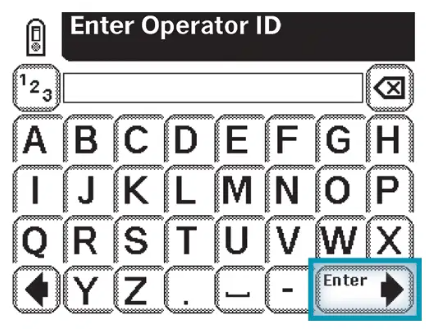 Enter Operator ID
123
A B C D E F G H
I J K L M N O P
Q R S T U V W X
Y Z . ⎵ - Enter